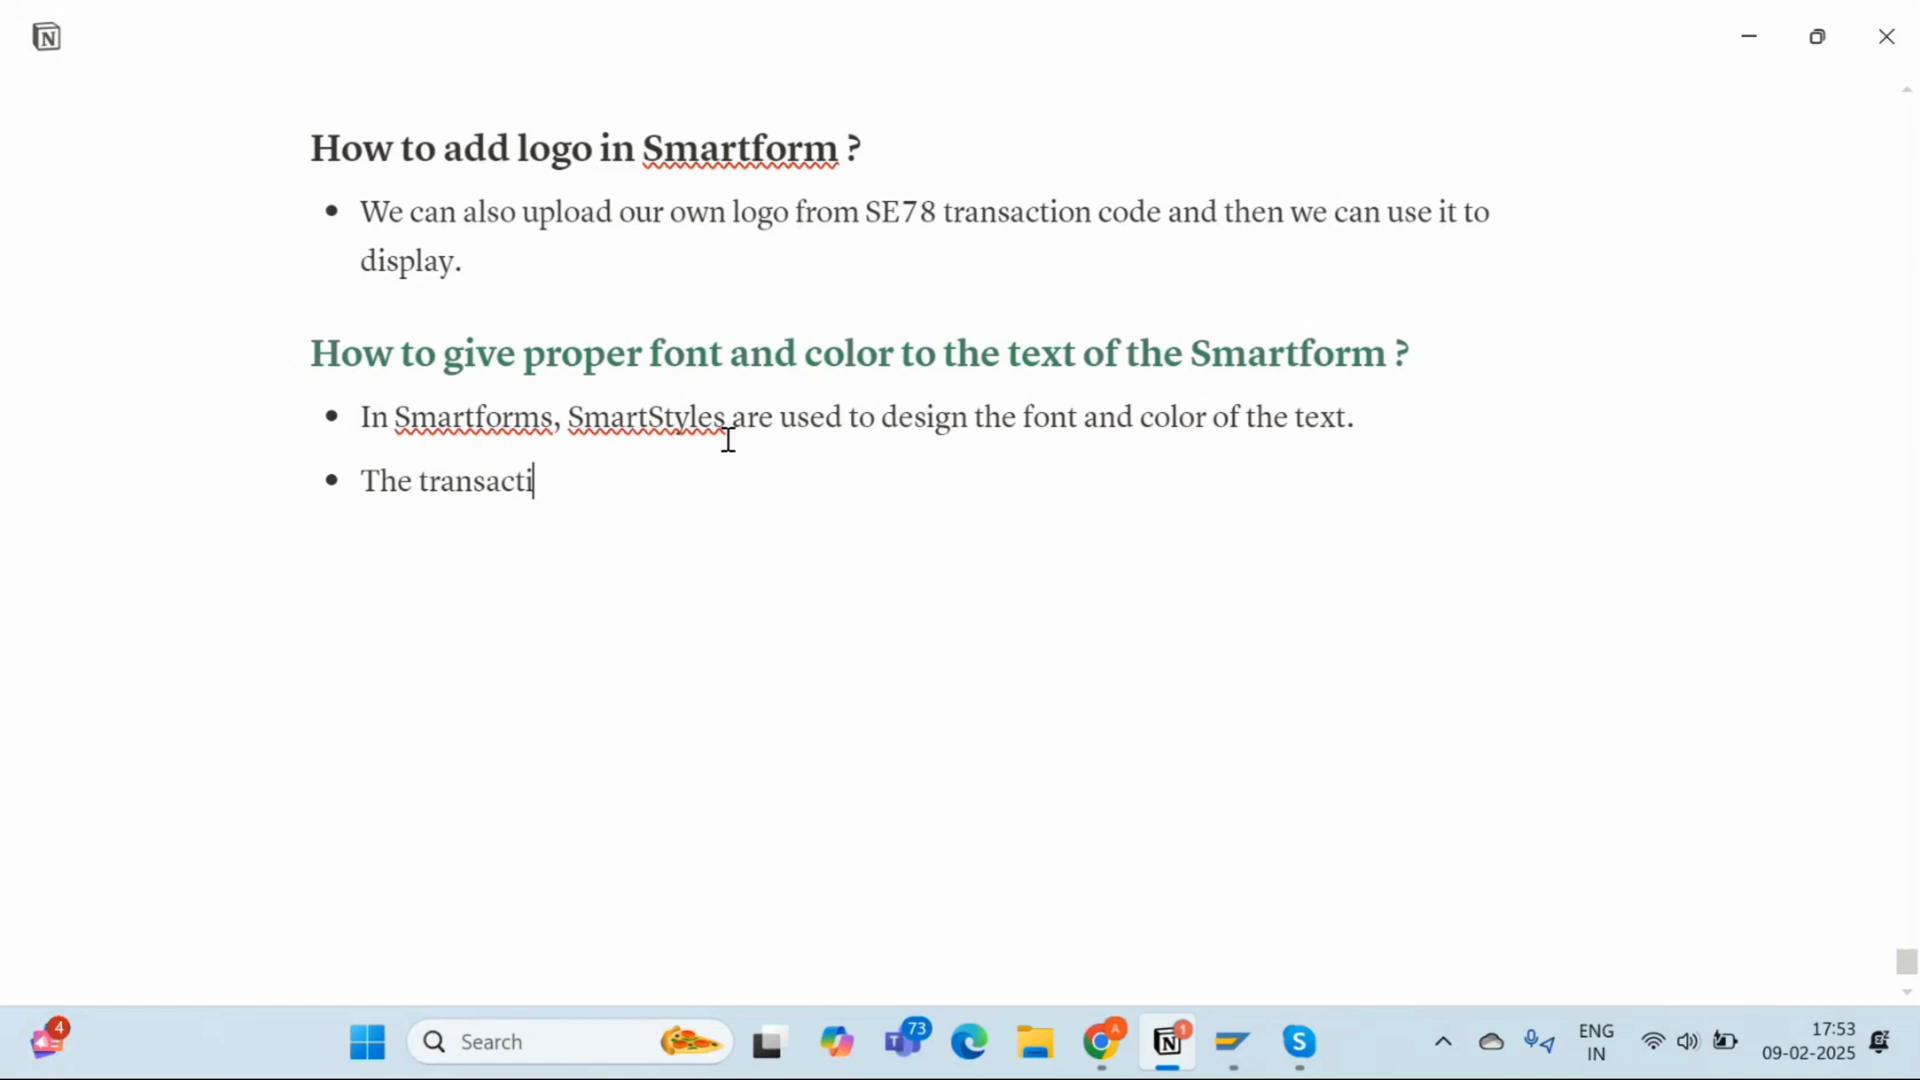 How to add logo in Smartform ?
We can also upload our own logo from SE78 transaction code and then we can use it to
display.
How to give proper font and color to the text of the Smartform ?
In Smartforms, SmartStyles are used to design the font and color of the text.
The transacti
4
Search
73
A
1
S
ENG
IN
17:53
09-02-2025